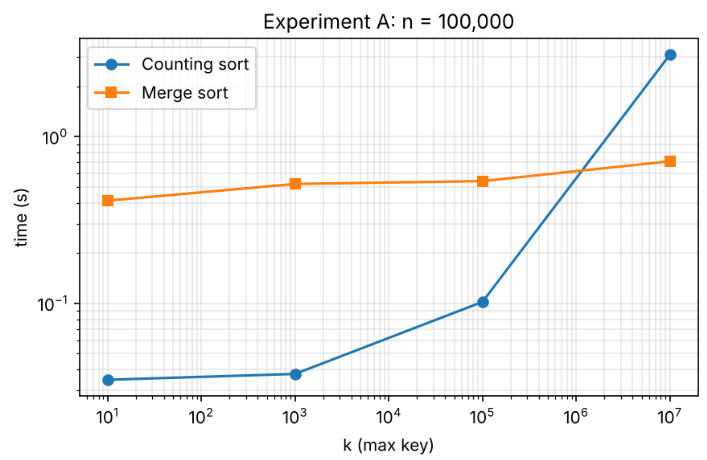 Experiment A: n = 100,000
Counting sort
Merge sort
time (s)
10⁰
10⁻¹
10¹ 10² 10³ 10⁴ 10⁵ 10⁶ 10⁷
k (max key)